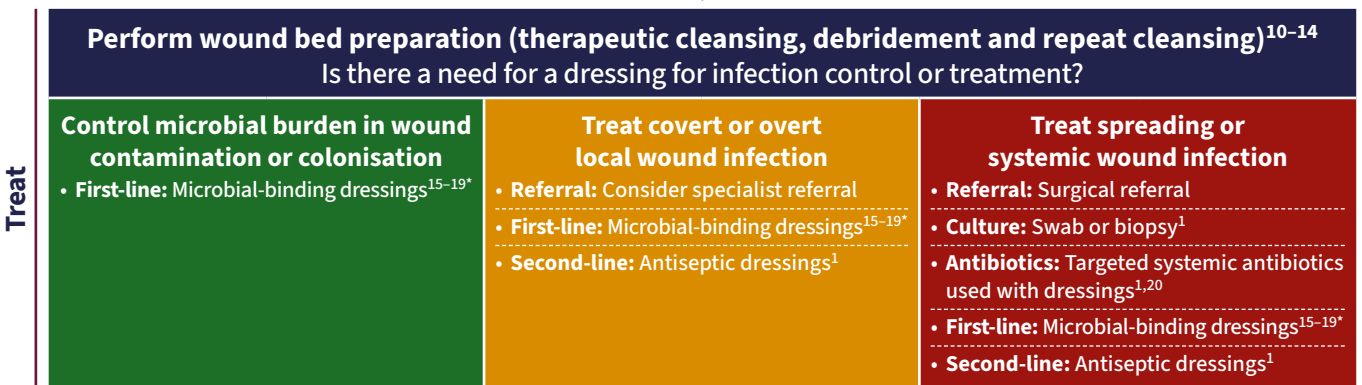 Treat
Perform wound bed preparation (therapeutic cleansing, debridement and repeat cleansing)10–14
Is there a need for a dressing for infection control or treatment?
Control microbial burden in wound
contamination or colonisation
• First-line: Microbial-binding dressings15–19*
Treat covert or overt
local wound infection
• Referral: Consider specialist referral
• First-line: Microbial-binding dressings15–19*
• Second-line: Antiseptic dressings1
Treat spreading or
systemic wound infection
• Referral: Surgical referral
• Culture: Swab or biopsy1
• Antibiotics: Targeted systemic antibiotics
used with dressings1,20
• First-line: Microbial-binding dressings15–19*
• Second-line: Antiseptic dressings1